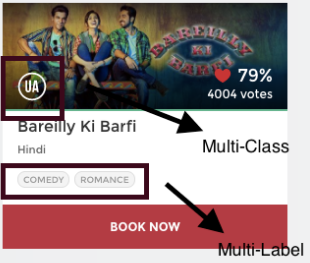 BAREILLY
KI
BARFI
79%
UA
4004 votes
Bareilly Ki Barfi
Multi-Class
Hindi
COMEDY ROMANCE
BOOK NOW
Multi-Label